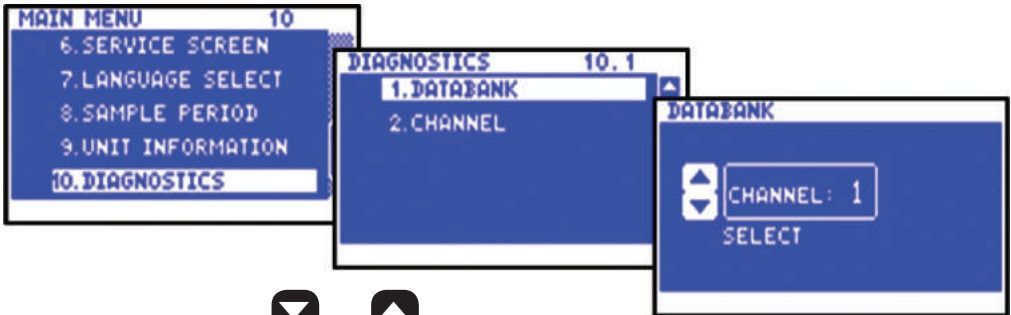 MAIN MENU 10
6.SERVICE SCREEN
7.LANGUAGE SELECT
8.SAMPLE PERIOD
9.UNIT INFORMATION
10.DIAGNOSTICS
DIAGNOSTICS 10.1
1.DATABANK
2.CHANNEL
DATABANK
CHANNEL: 1
SELECT